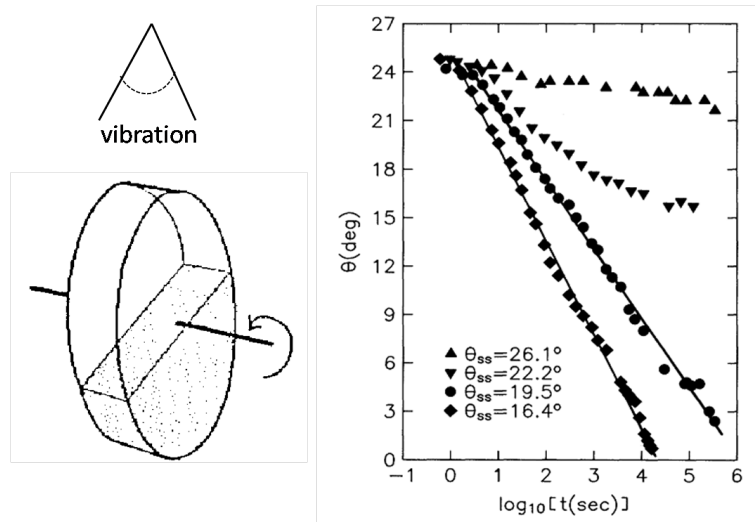 vibration
27
24
21
18
15
12
9
6
3
0
θ(deg)
▲ θss=26.1°
▼ θss=22.2°
● θss=19.5°
◆ θss=16.4°
−1 0 1 2 3 4 5 6
log10[t(sec)]